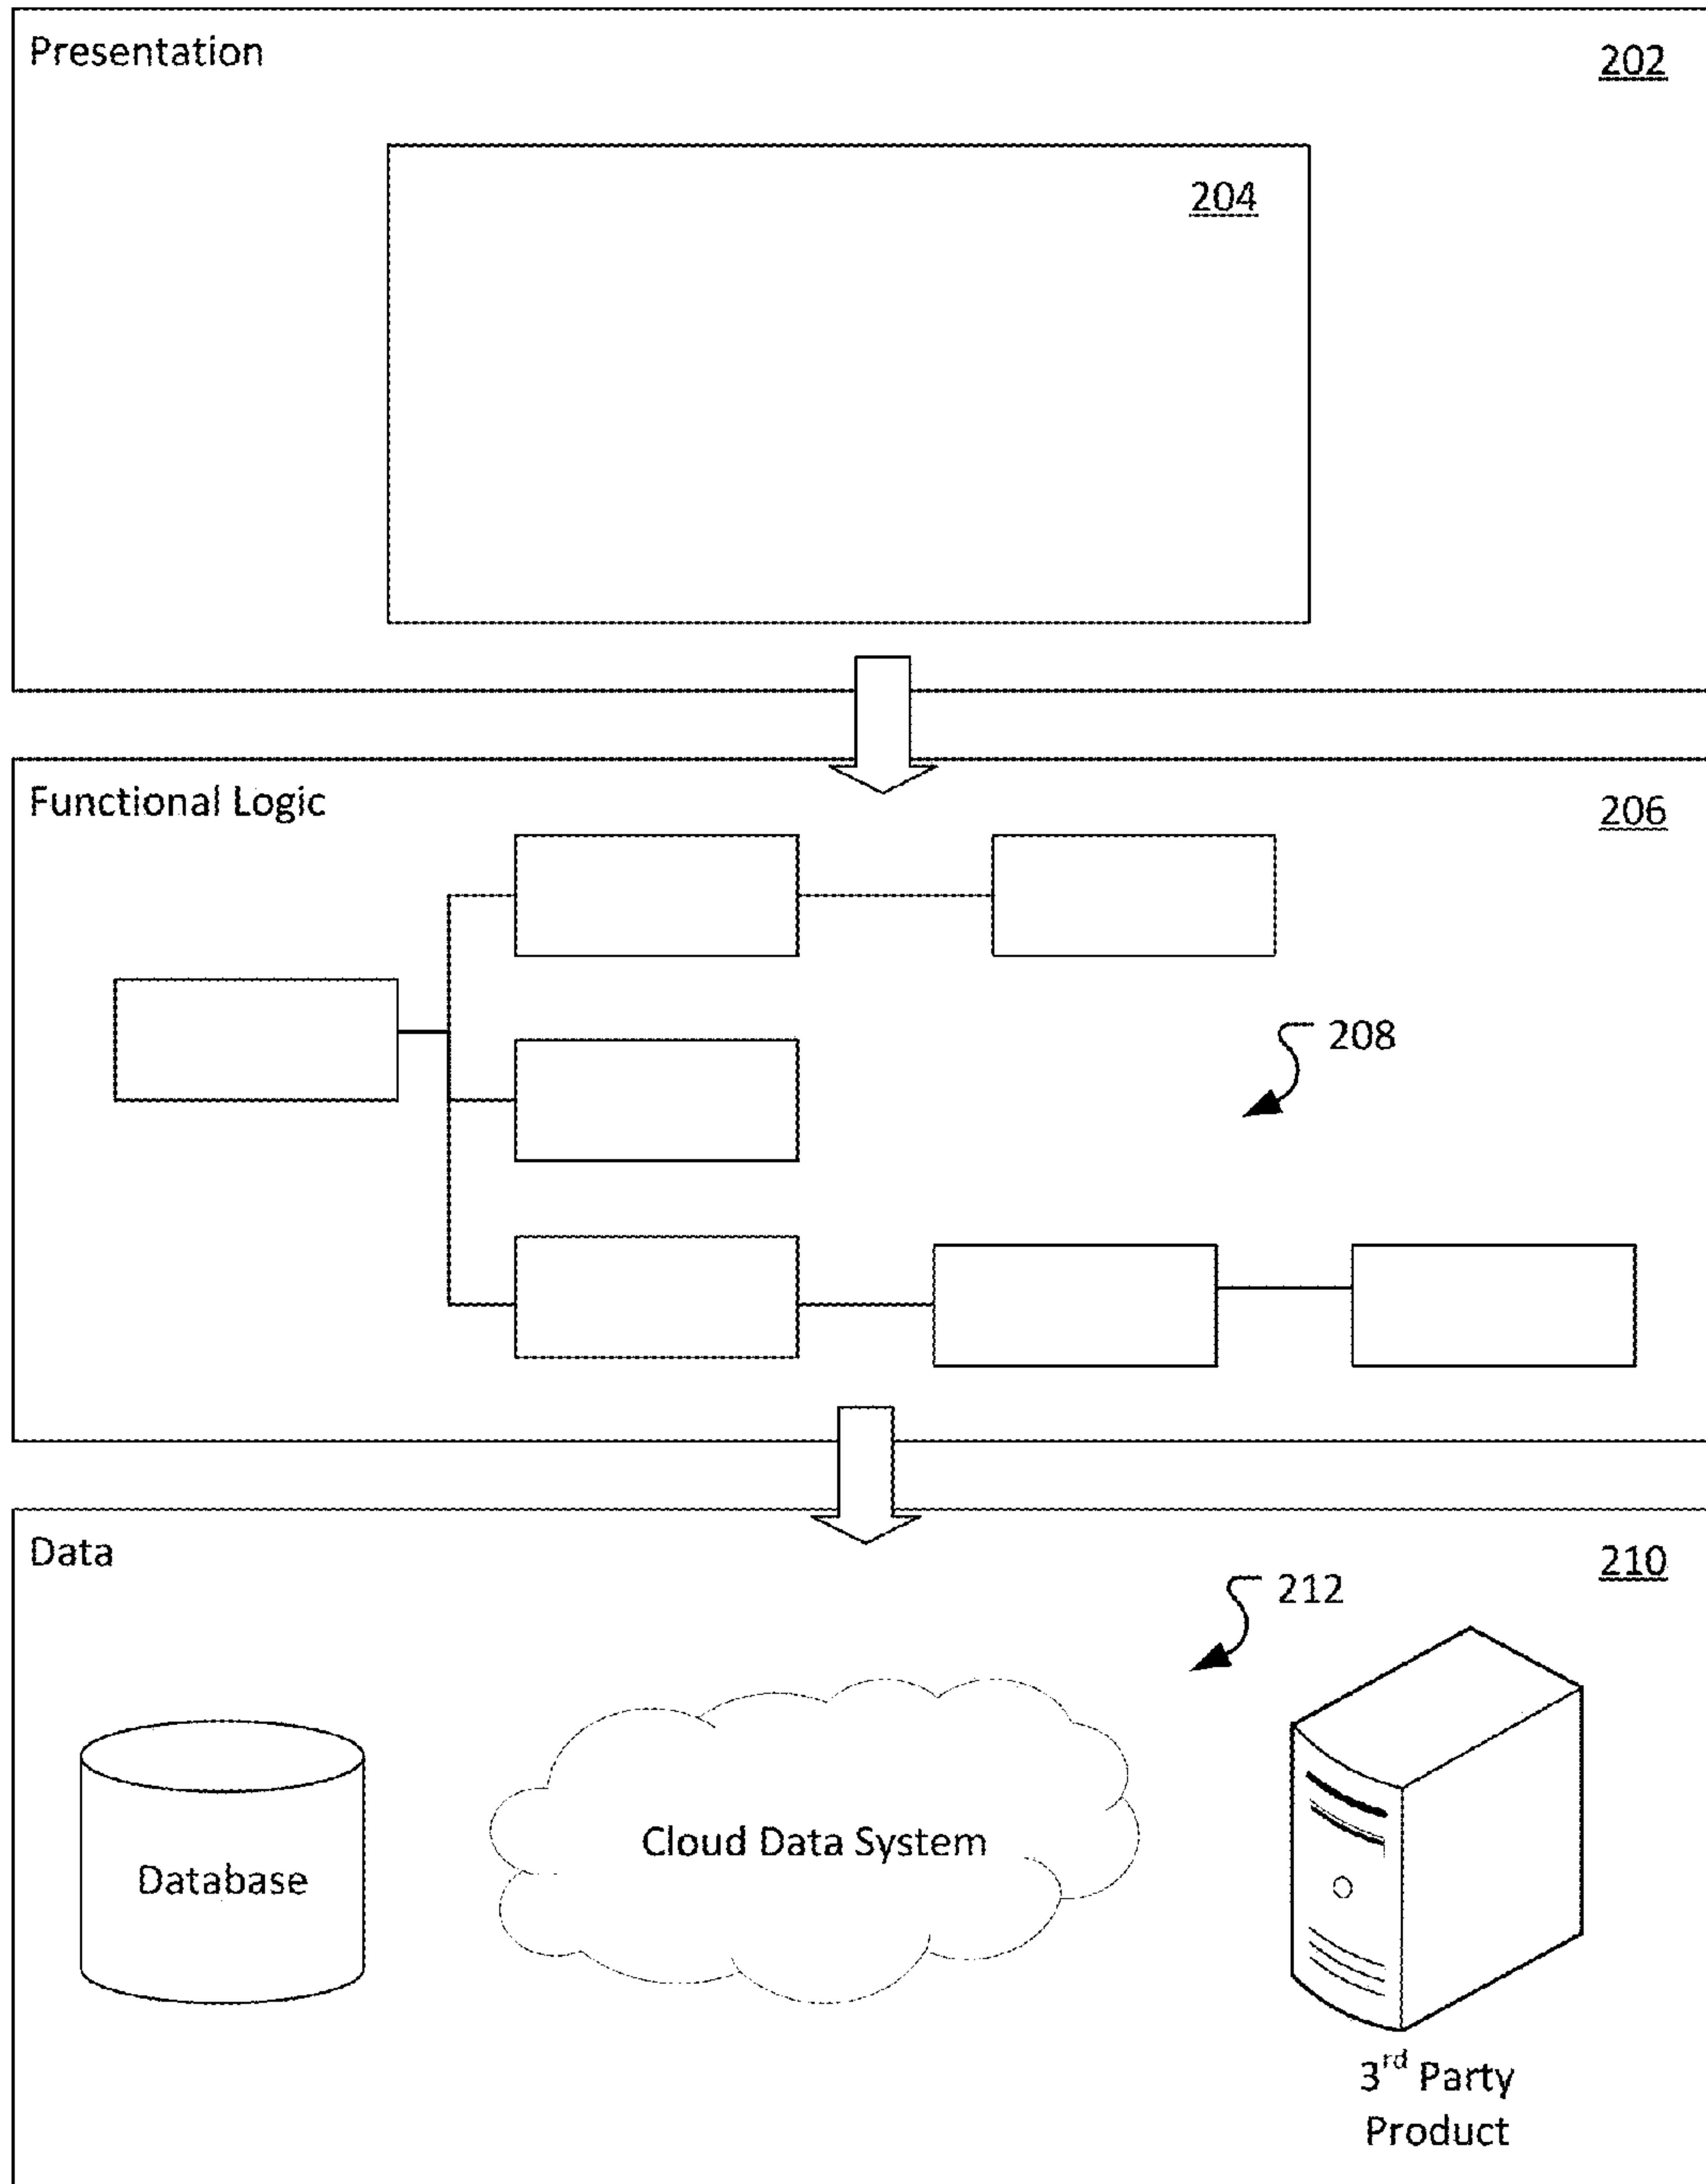 Presentation
202
204
Functional Logic
206
208
Data
210
212
Database
Cloud Data System
3rd Party
Product